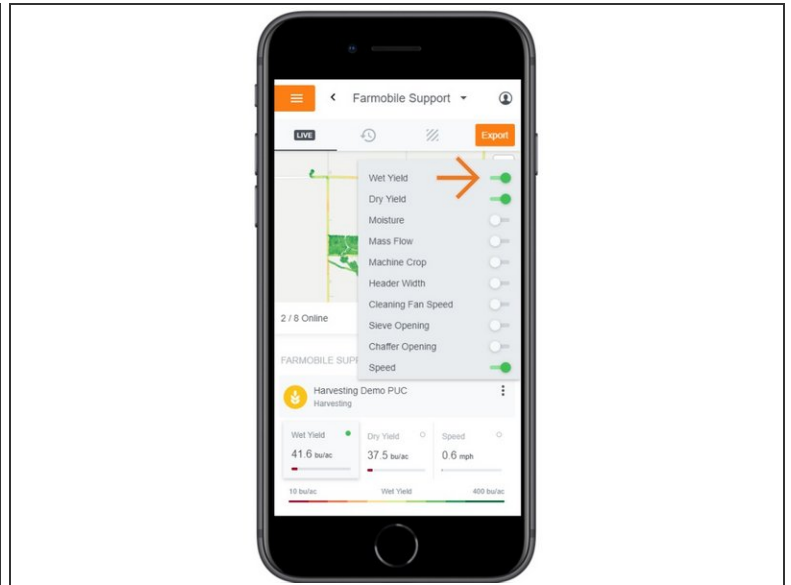 Farmobile Support
LIVE
Export
Wet Yield
Dry Yield
Moisture
Mass Flow
Machine Crop
Header Width
Cleaning Fan Speed
Sieve Opening
Chaffer Opening
Speed
2 / 8 Online
FARMOBILE SUPP
Harvesting Demo PUC
Harvesting
Wet Yield Dry Yield Speed
41.6 bu/ac 37.5 bu/ac 0.6 mph
10 bu/ac Wet Yield 400 bu/ac